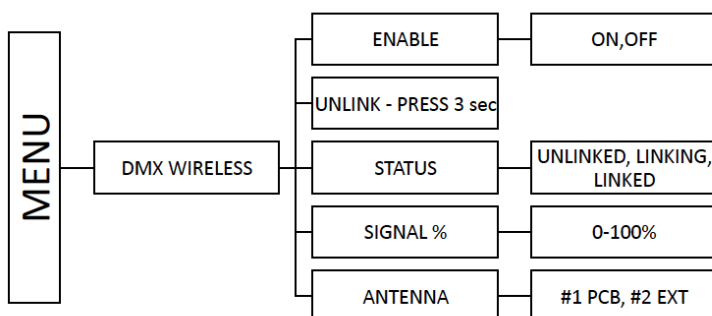 MENU
DMX WIRELESS
ENABLE
ON,OFF
UNLINK - PRESS 3 sec
STATUS
UNLINKED, LINKING,
LINKED
SIGNAL %
0-100%
ANTENNA
#1 PCB, #2 EXT